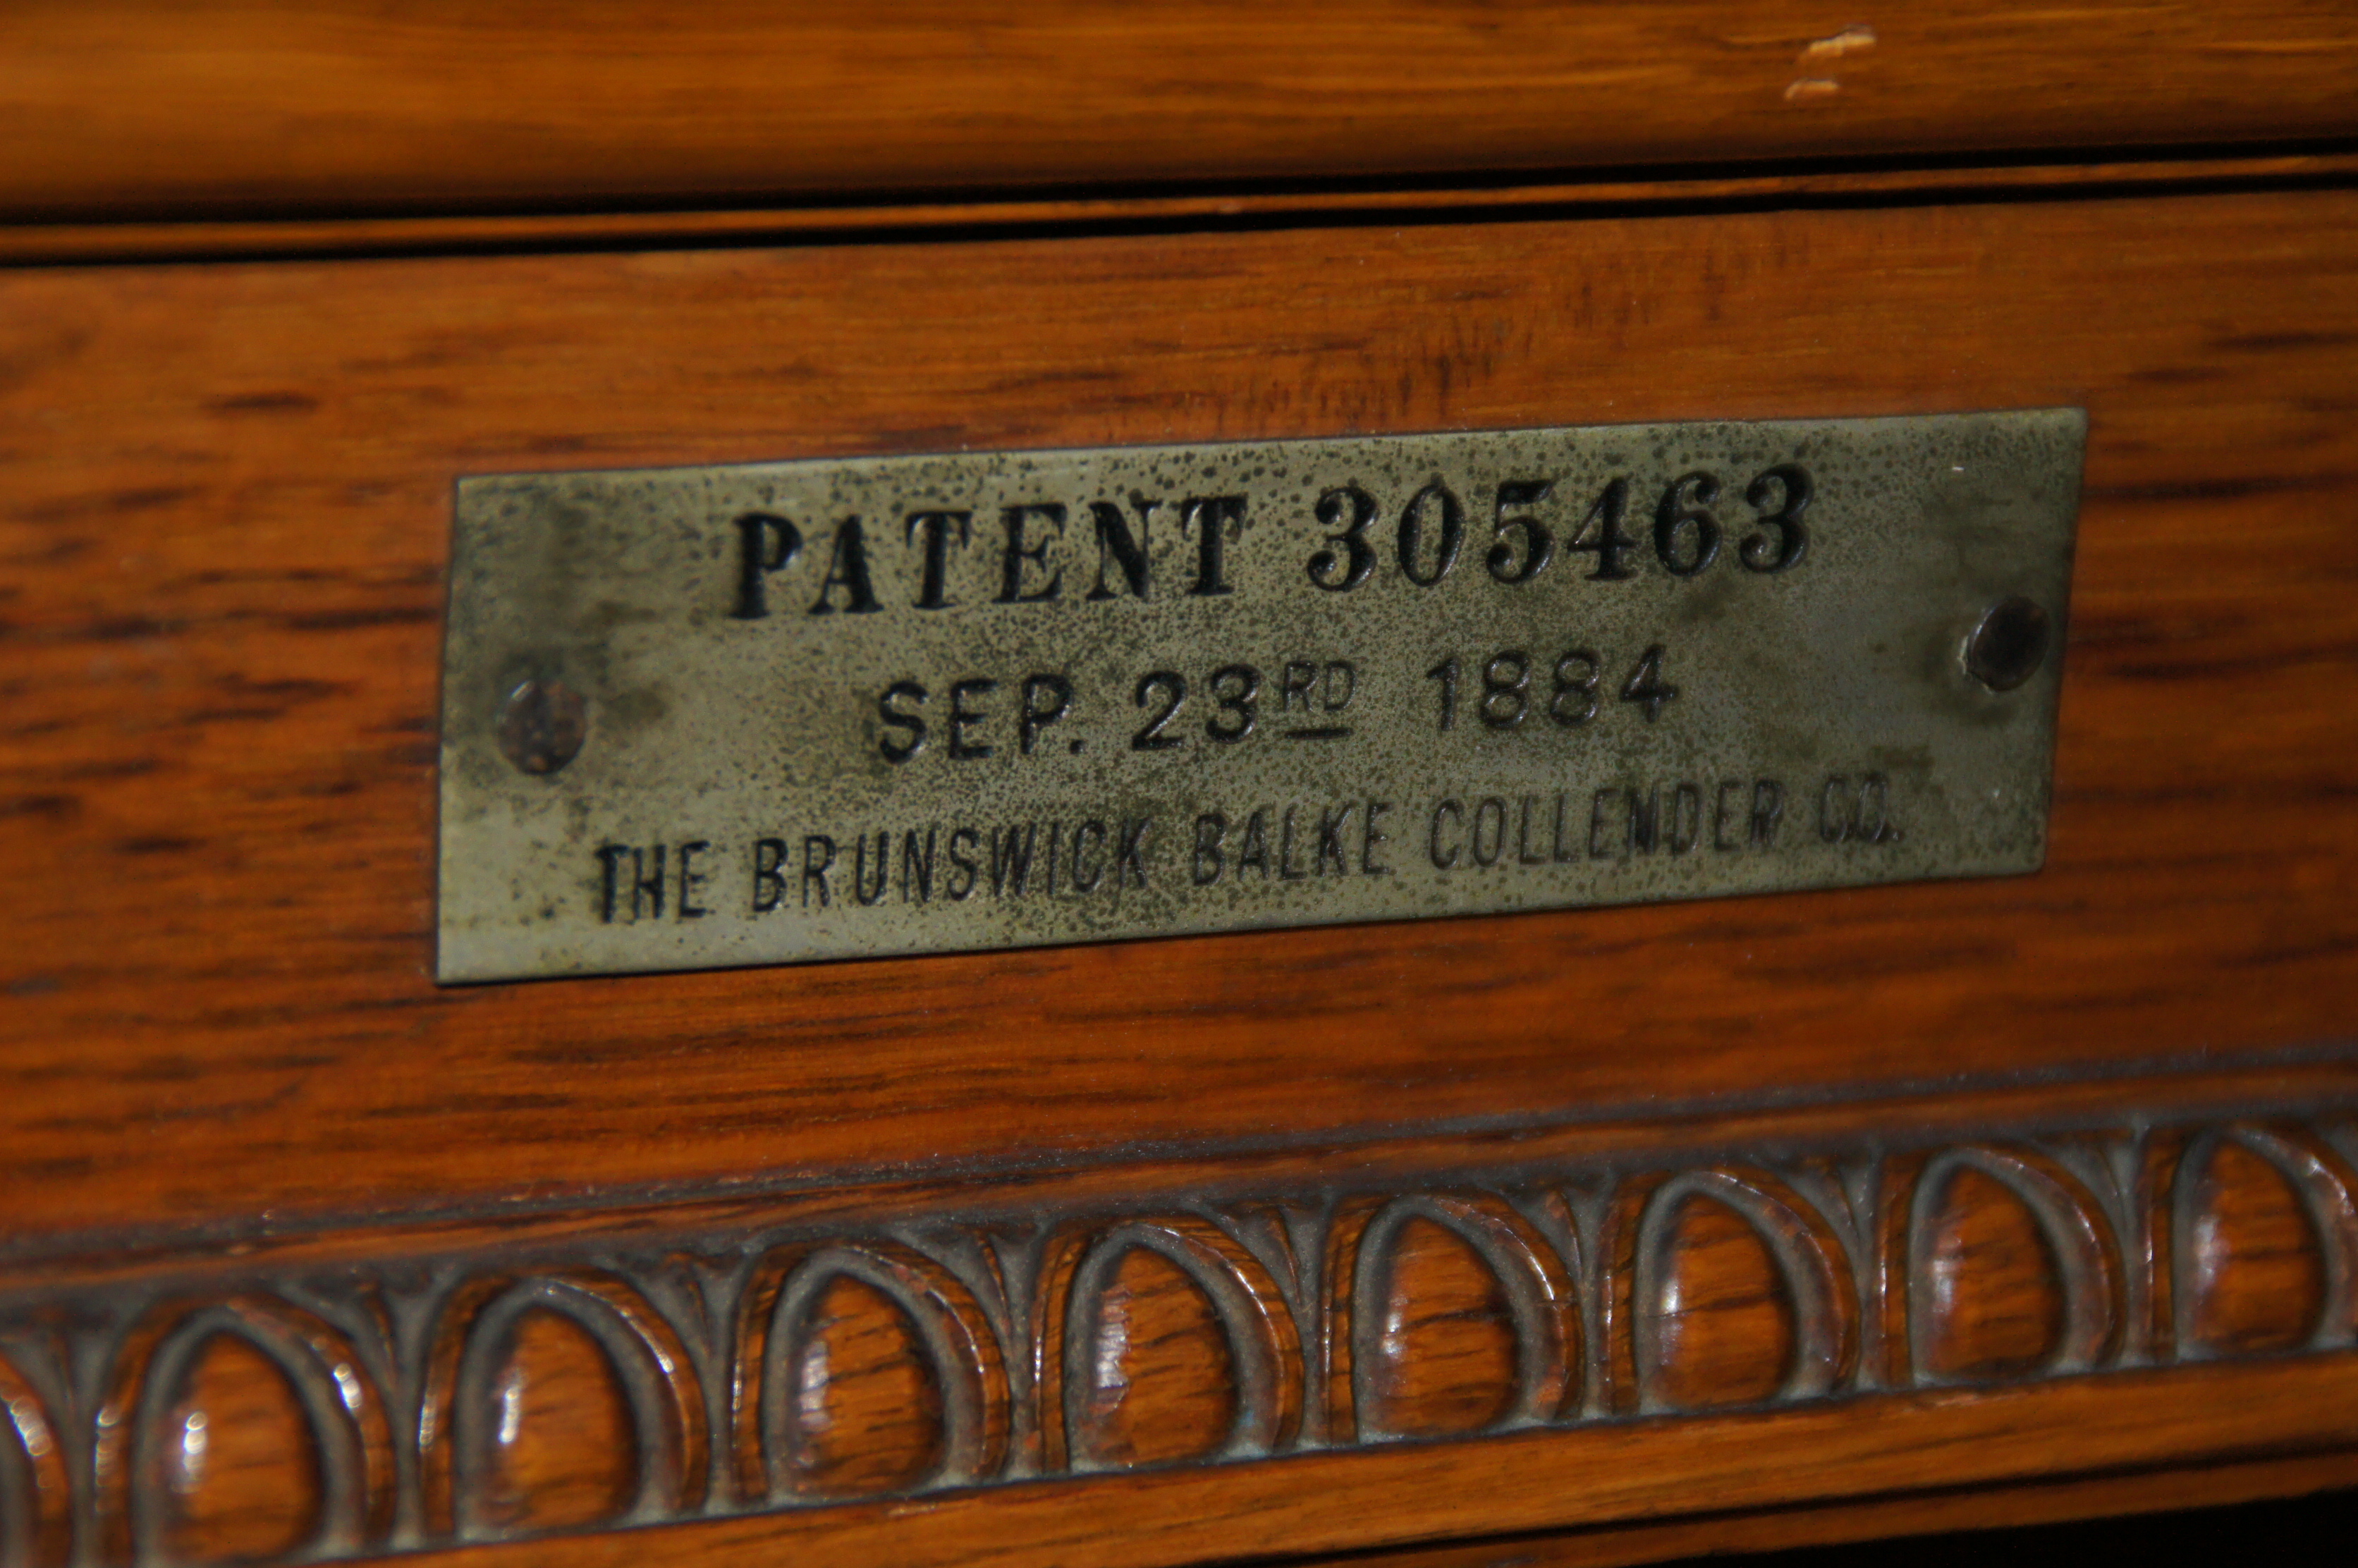 PATENT 305463
SEP. 23RD 1884
THE BRUNSWICK BALKE COLLENDER CO.